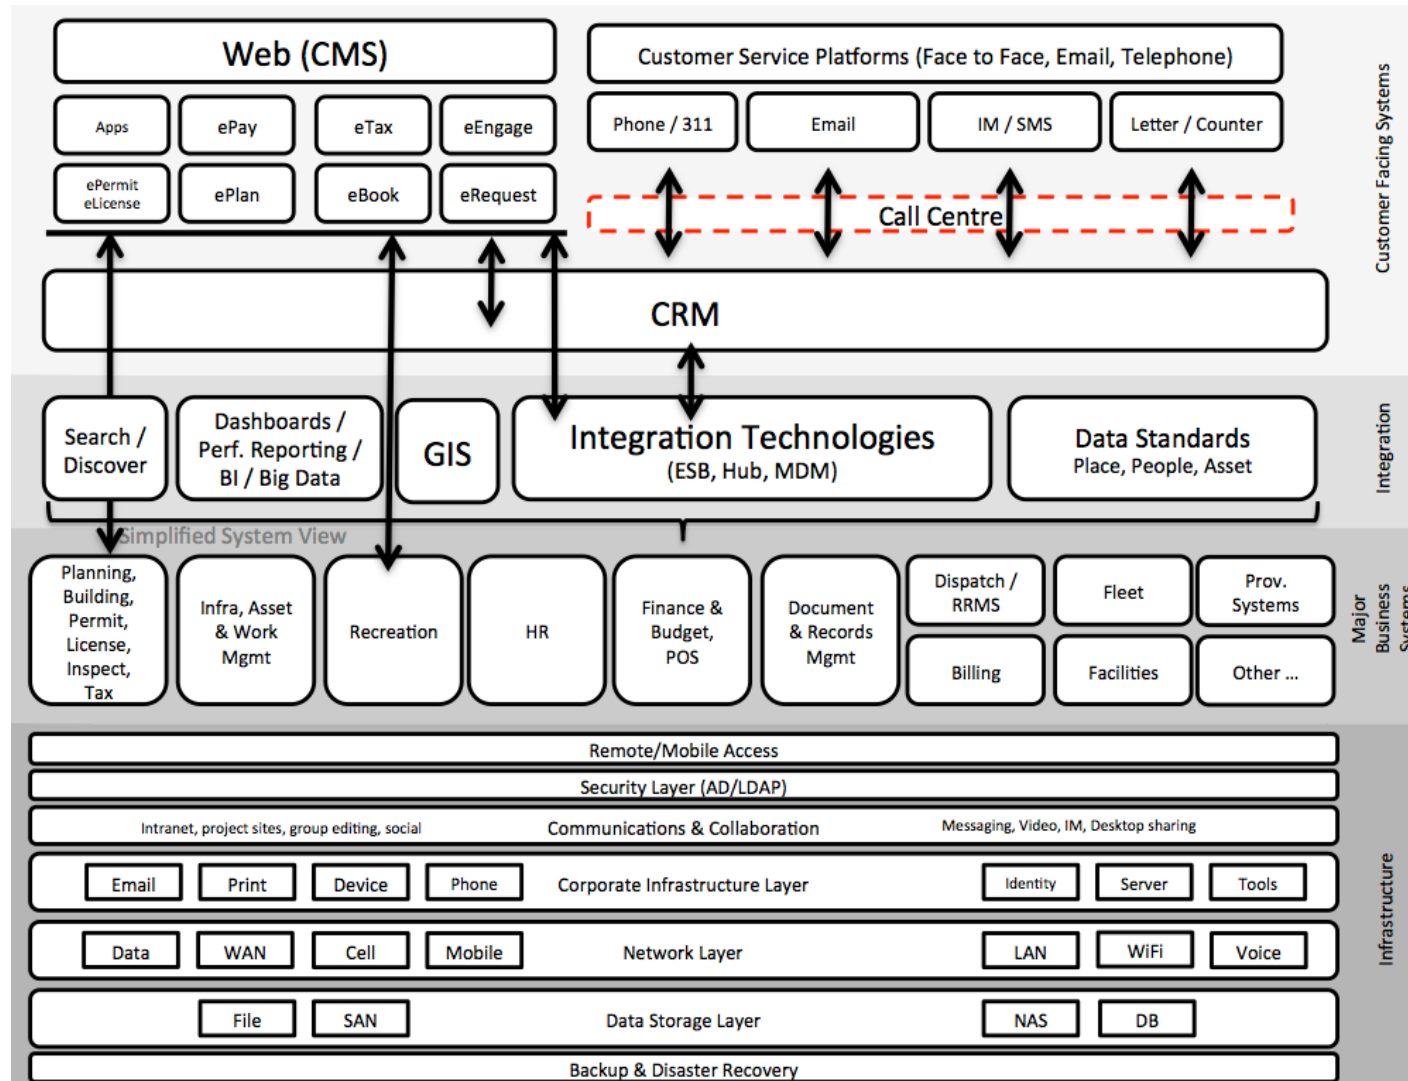 Web (CMS)
Customer Service Platforms (Face to Face, Email, Telephone)
Apps
ePay
eTax
eEngage
Phone / 311
Email
IM / SMS
Letter / Counter
ePermit
eLicense
ePlan
eBook
eRequest
Call Centre
Customer Facing Systems
CRM
Search /
Discover
Dashboards /
Perf. Reporting /
BI / Big Data
GIS
Integration Technologies
(ESB, Hub, MDM)
Data Standards
Place, People, Asset
Integration
Simplified System View
Planning,
Building,
Permit,
License,
Inspect,
Tax
Infra, Asset
& Work
Mgmt
Recreation
HR
Finance &
Budget,
POS
Document
& Records
Mgmt
Dispatch /
RRMS
Fleet
Prov.
Systems
Billing
Facilities
Other ...
Major
Business
Systems
Remote/Mobile Access
Security Layer (AD/LDAP)
Intranet, project sites, group editing, social
Communications & Collaboration
Messaging, Video, IM, Desktop sharing
Email
Print
Device
Phone
Corporate Infrastructure Layer
Identity
Server
Tools
Data
WAN
Cell
Mobile
Network Layer
LAN
WiFi
Voice
File
SAN
Data Storage Layer
NAS
DB
Backup & Disaster Recovery
Infrastructure